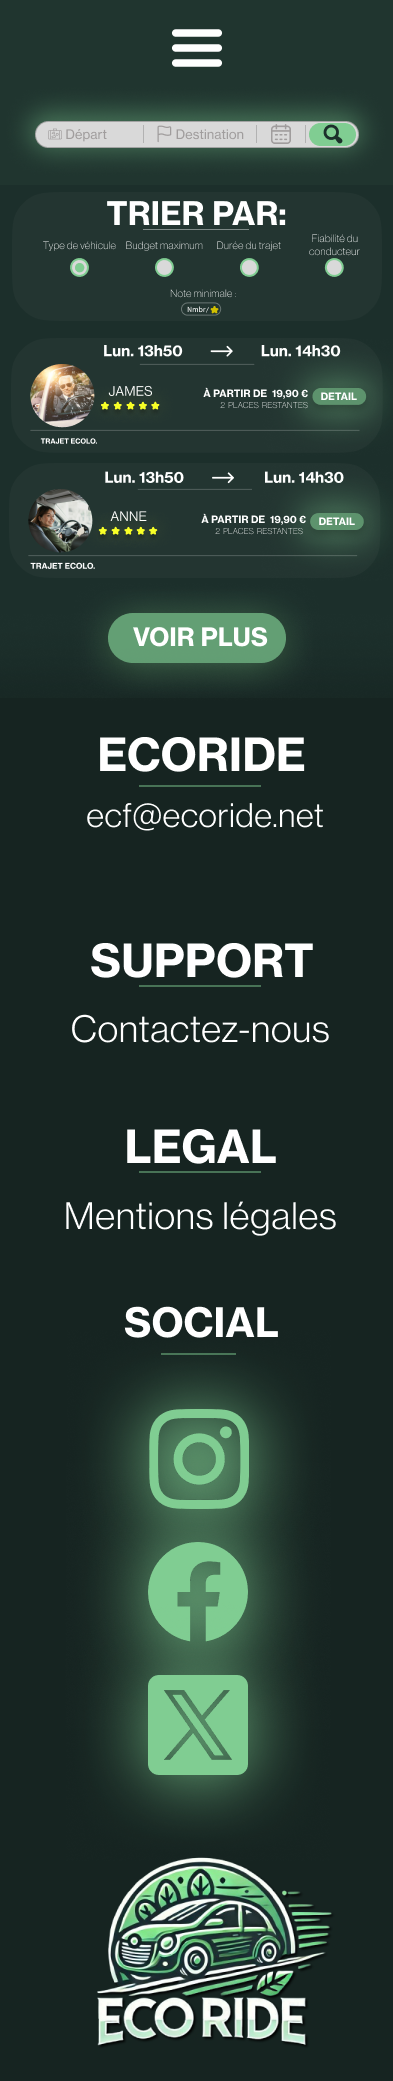 Départ Destination
TRIER PAR:
Type de véhicule Budget maximum Durée du trajet Fiabilité du
conducteur
Note minimale :
Nmbr/
Lun. 13h50 → Lun. 14h30
JAMES À PARTIR DE 19,90 € DETAIL
2 PLACES RESTANTES
TRAJET ECOLO.
Lun. 13h50 → Lun. 14h30
ANNE À PARTIR DE 19,90 € DETAIL
2 PLACES RESTANTES
TRAJET ECOLO.
VOIR PLUS
ECORIDE
ecf@ecoride.net
SUPPORT
Contactez-nous
LEGAL
Mentions légales
SOCIAL
ECO RIDE